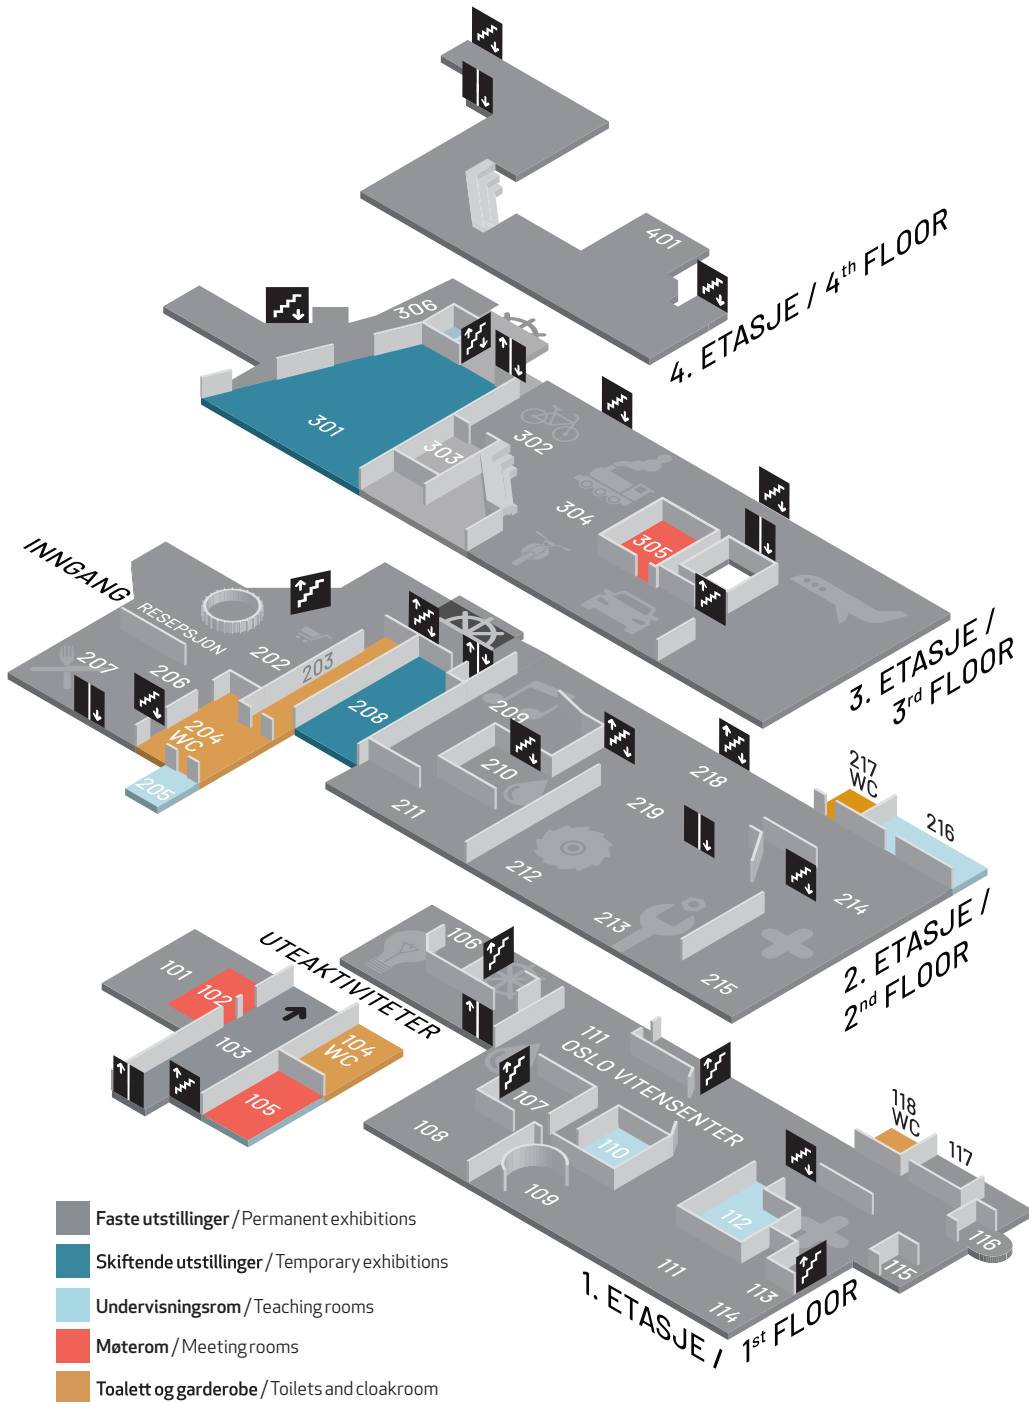 401
4. ETASJE / 4th FLOOR
306
301
302
303
304
305
3. ETASJE /
3rd FLOOR
INNGANG
RESEPSJON
207
206
202
203
204
WC
205
208
209
210
211
212
213
214
215
218
219
217
WC
216
2. ETASJE /
2nd FLOOR
UTEAKTIVITETER
101
102
103
104
WC
105
106
111
OSLO VITENSENTER
107
108
109
110
112
111
113
114
115
116
117
118
WC
1. ETASJE / 1st FLOOR
Faste utstillinger / Permanent exhibitions
Skiftende utstillinger / Temporary exhibitions
Undervisningsrom / Teaching rooms
Møterom / Meeting rooms
Toalett og garderobe / Toilets and cloakroom